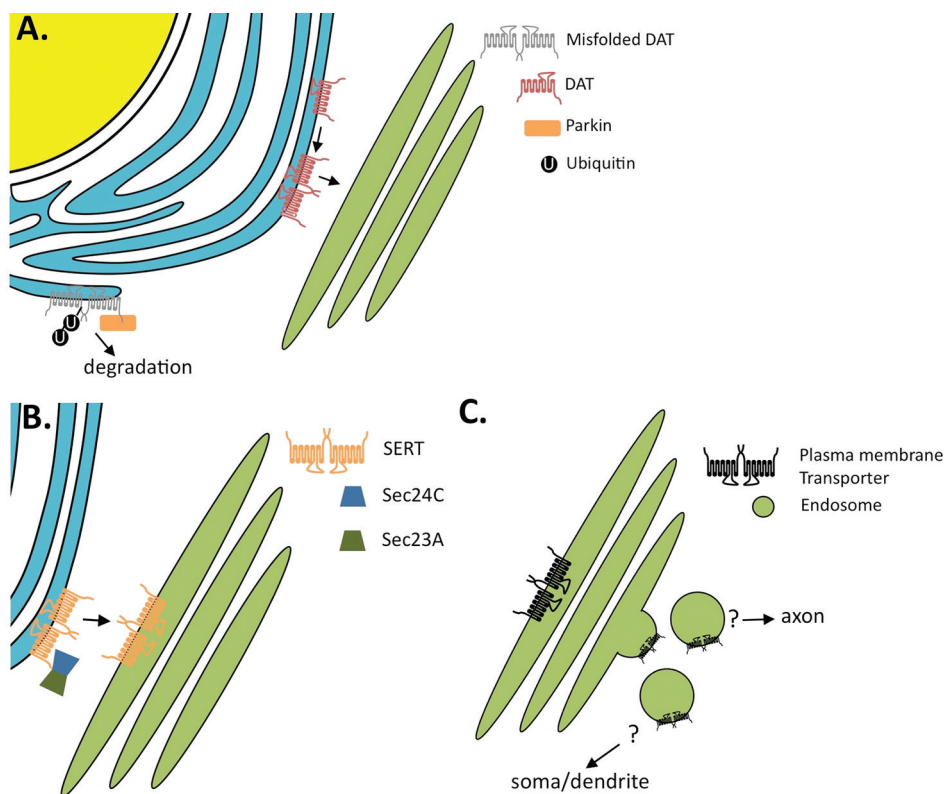 A.
Misfolded DAT
DAT
Parkin
U Ubiquitin
U
U
degradation
B.
SERT
Sec24C
Sec23A
C.
Plasma membrane
Transporter
Endosome
? axon
?
soma/dendrite